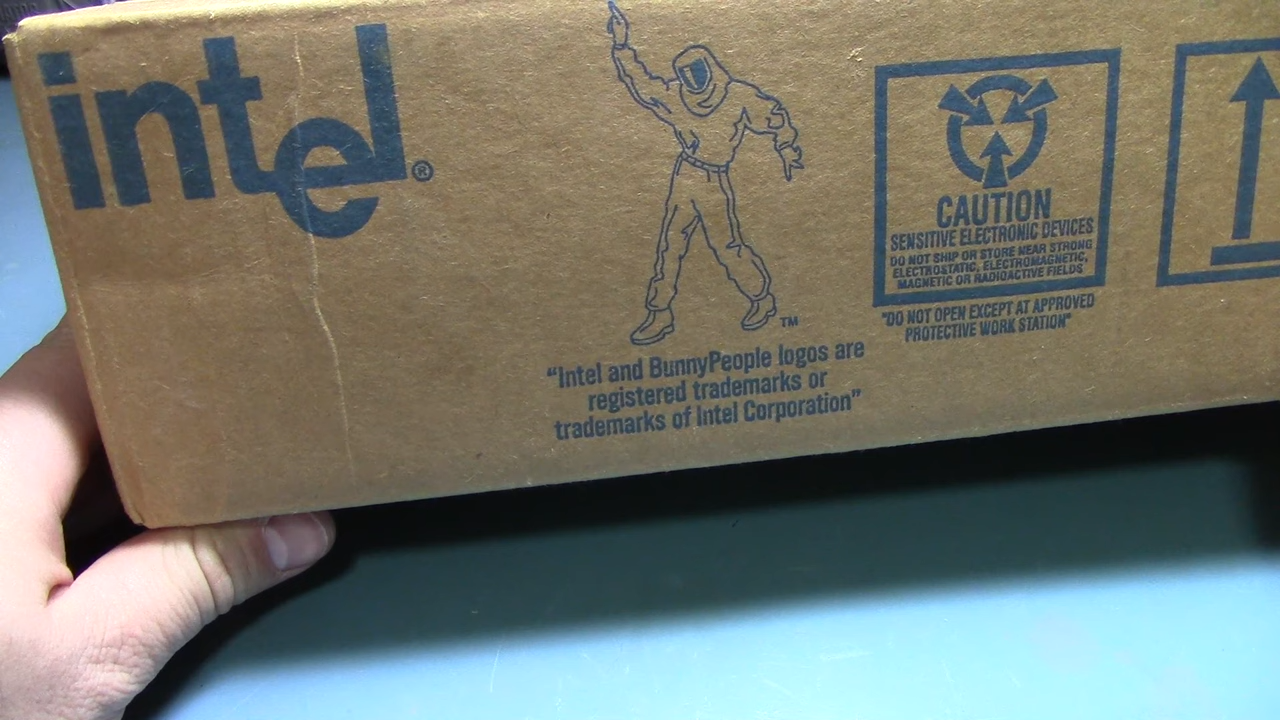 intel®
TM
"Intel and BunnyPeople logos are
registered trademarks or
trademarks of Intel Corporation"
CAUTION
SENSITIVE ELECTRONIC DEVICES
DO NOT SHIP OR STORE NEAR STRONG
ELECTROSTATIC, ELECTROMAGNETIC,
MAGNETIC OR RADIOACTIVE FIELDS
"DO NOT OPEN EXCEPT AT APPROVED
PROTECTIVE WORK STATION"